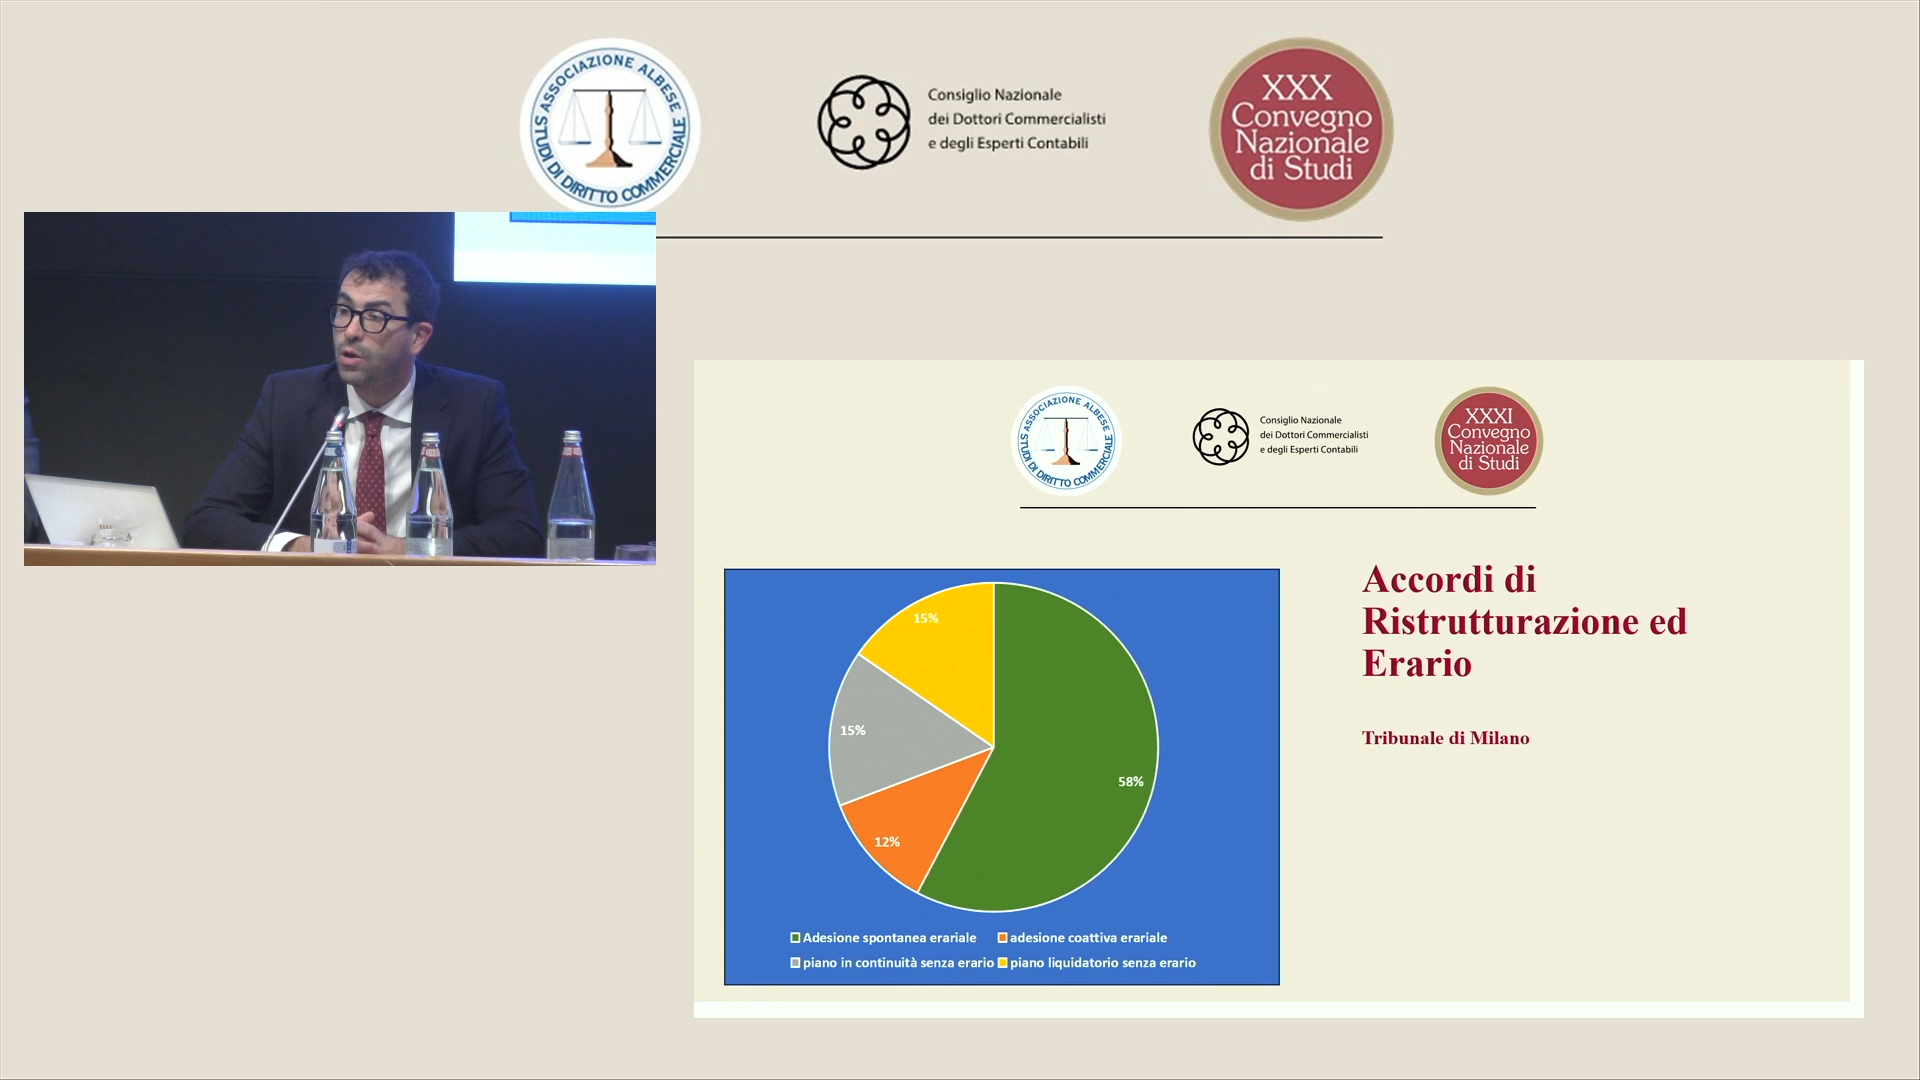 ASSOCIAZIONE ALBESE
STUDI DI DIRITTO COMMERCIALE
Consiglio Nazionale
dei Dottori Commercialisti
e degli Esperti Contabili
XXX
Convegno
Nazionale
di Studi
ASSOCIAZIONE ALBESE
STUDI DI DIRITTO COMMERCIALE
Consiglio Nazionale
dei Dottori Commercialisti
e degli Esperti Contabili
XXXI
Convegno
Nazionale
di Studi
Accordi di
Ristrutturazione ed
Erario
Tribunale di Milano
15%
15%
58%
12%
Adesione spontanea erariale
adesione coattiva erariale
piano in continuità senza erario
piano liquidatorio senza erario